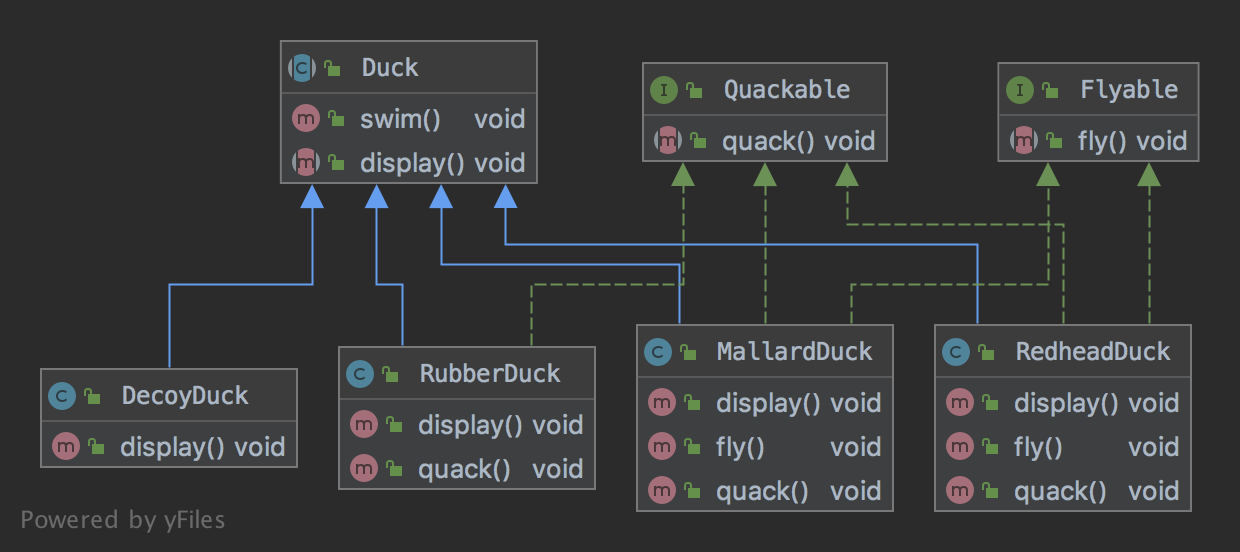 Duck
swim() void
display() void
Quackable
quack() void
Flyable
fly() void
DecoyDuck
display() void
RubberDuck
display() void
quack() void
MallardDuck
display() void
fly() void
quack() void
RedheadDuck
display() void
fly() void
quack() void
Powered by yFiles